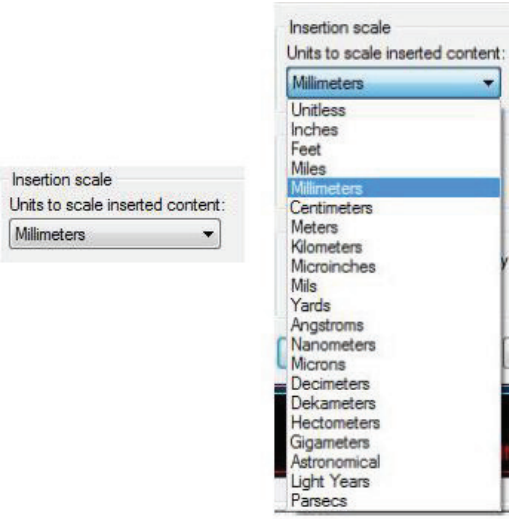 Insertion scale
Units to scale inserted content:
Millimeters
Insertion scale
Units to scale inserted content:
Millimeters
Unitless
Inches
Feet
Miles
Millimeters
Centimeters
Meters
Kilometers
Microinches
Mils
Yards
Angstroms
Nanometers
Microns
Decimeters
Dekameters
Hectometers
Gigameters
Astronomical
Light Years
Parsecs